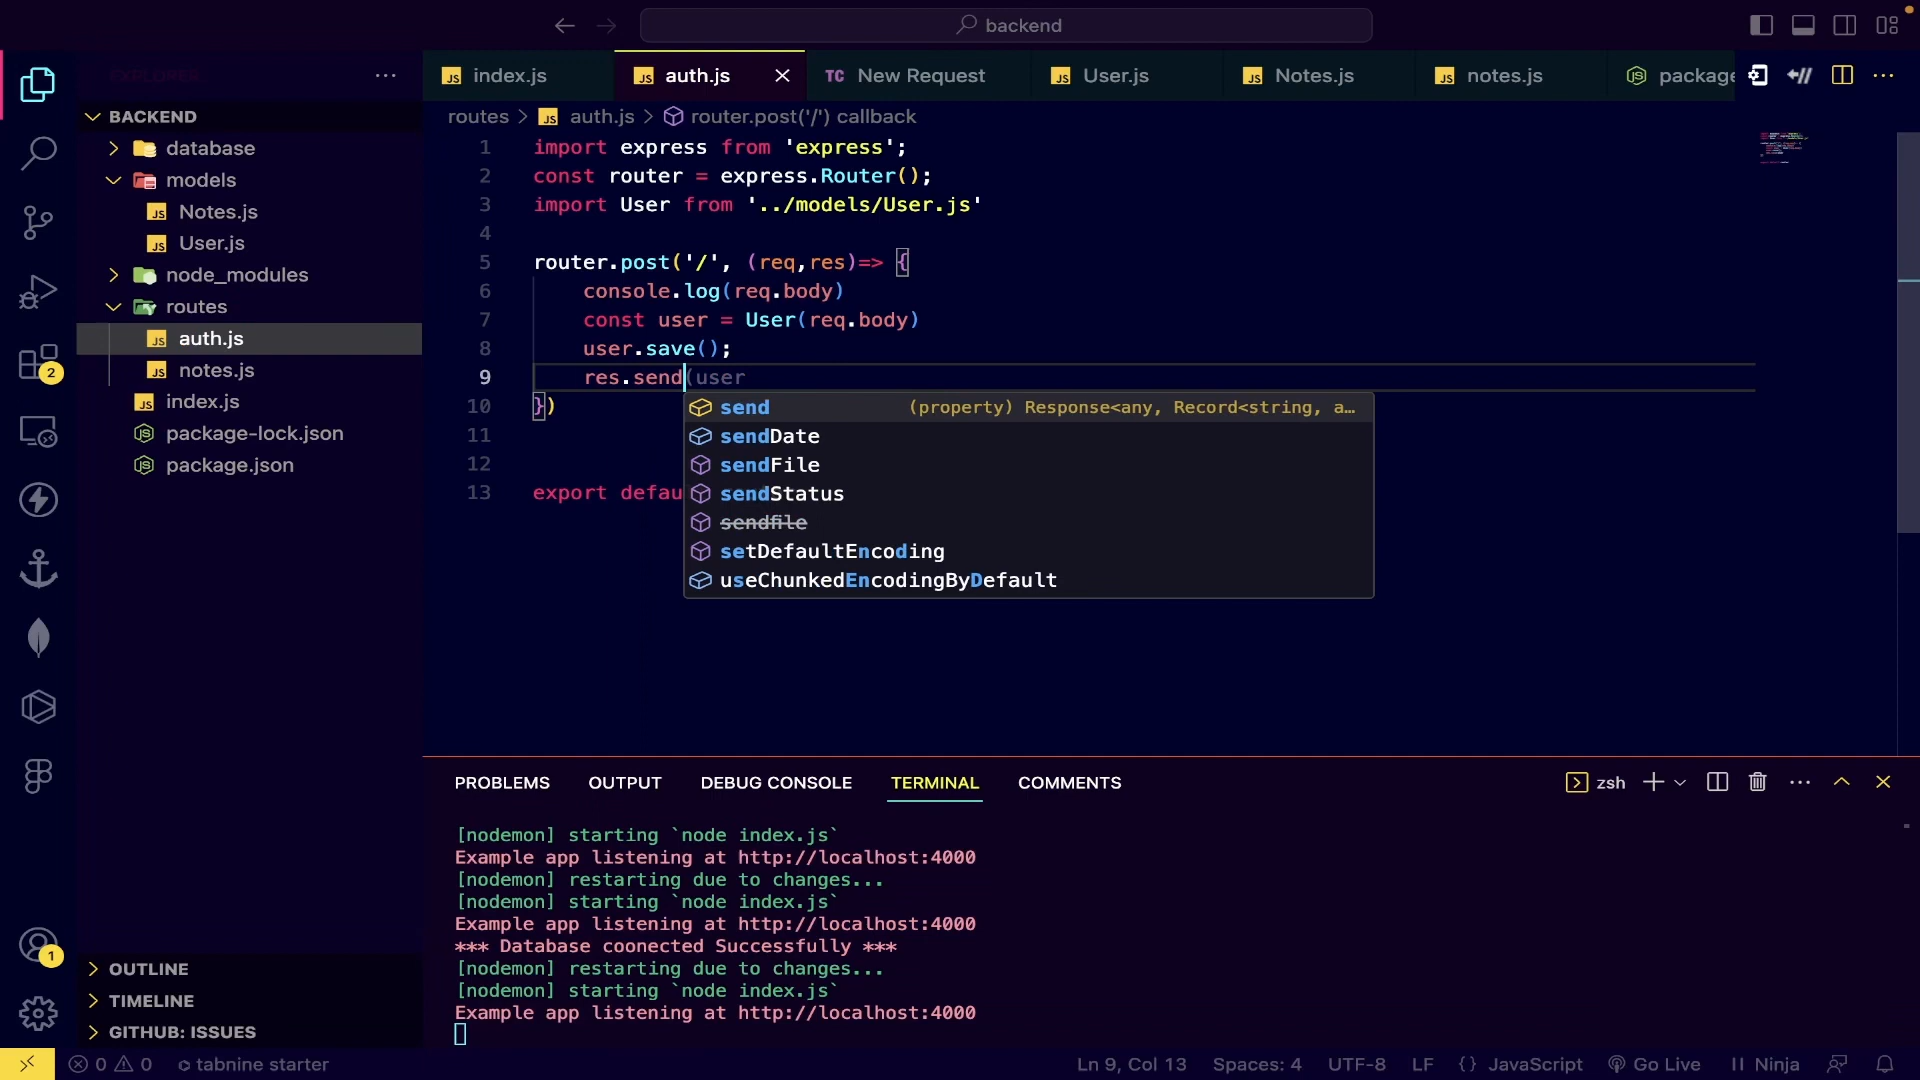 backend
EXPLORER
index.js
auth.js
TC New Request
User.js
Notes.js
notes.js
package
BACKEND
database
models
Notes.js
User.js
node_modules
routes
auth.js
notes.js
index.js
package-lock.json
package.json
OUTLINE
TIMELINE
GITHUB: ISSUES
routes > JS auth.js > router.post('/') callback
1 import express from 'express';
2 const router = express.Router();
3 import User from '../models/User.js'
4
5 router.post('/', (req,res)=> {
6 console.log(req.body)
7 const user = User(req.body)
8 user.save();
9 res.send(user
10 })
11
12
13 export defau
send (property) Response<any, Record<string, a…
sendDate
sendFile
sendStatus
sendfile
setDefaultEncoding
useChunkedEncodingByDefault
PROBLEMS OUTPUT DEBUG CONSOLE TERMINAL COMMENTS
zsh
[nodemon] starting `node index.js`
Example app listening at http://localhost:4000
[nodemon] restarting due to changes...
[nodemon] starting `node index.js`
Example app listening at http://localhost:4000
*** Database coonected Successfully ***
[nodemon] restarting due to changes...
[nodemon] starting `node index.js`
Example app listening at http://localhost:4000
2
1
0 0 tabnine starter
Ln 9, Col 13 Spaces: 4 UTF-8 LF {} JavaScript Go Live Ninja